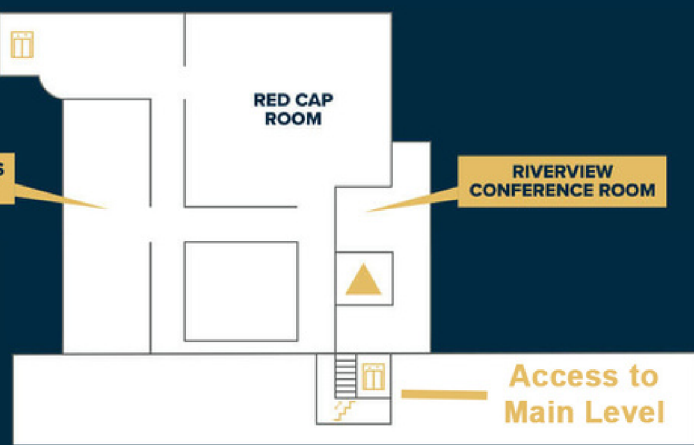 RED CAP
ROOM
RIVERVIEW
CONFERENCE ROOM
Access to
Main Level